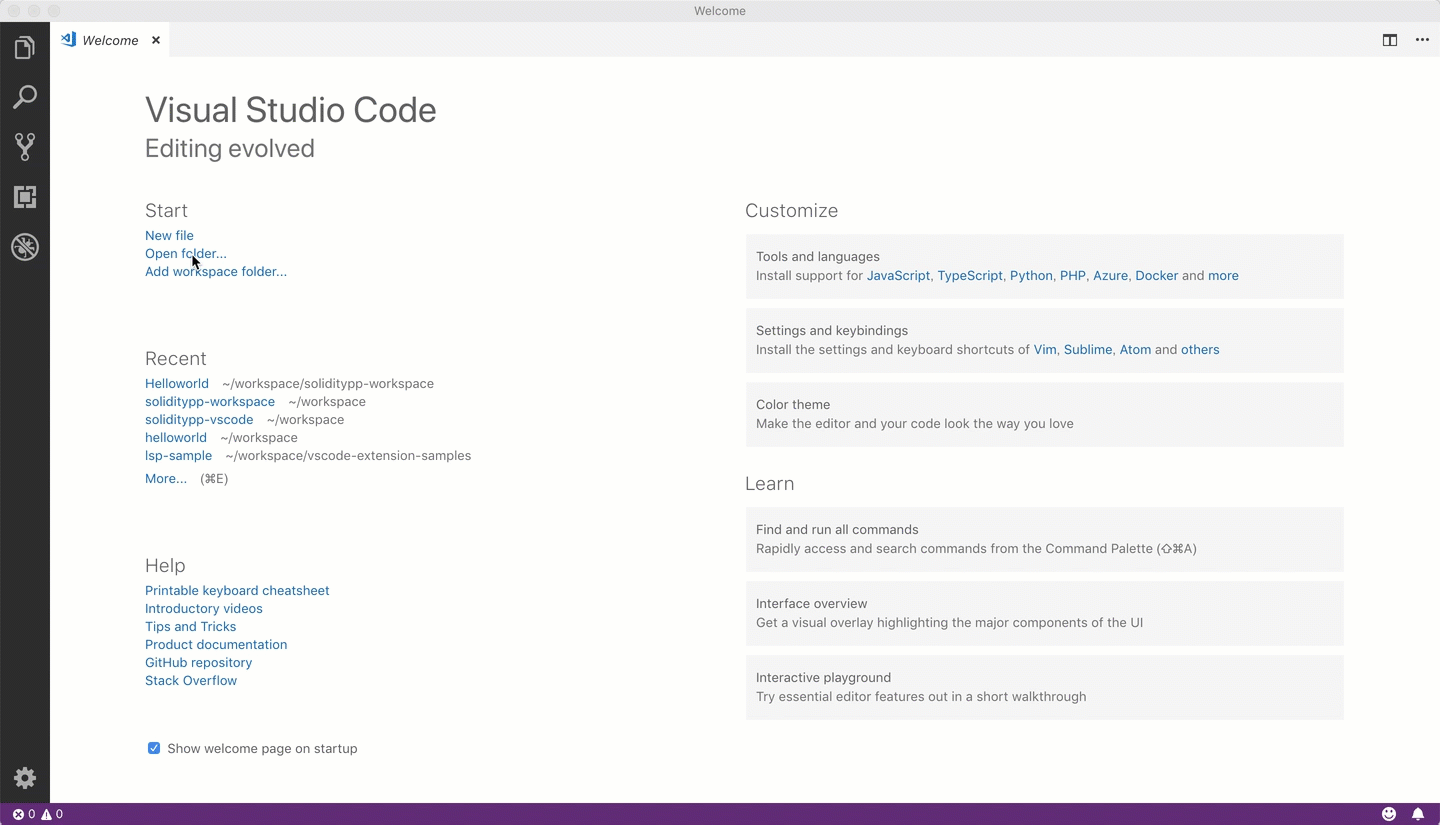 Welcome
Welcome
Visual Studio Code
Editing evolved
Start
New file
Open folder...
Add workspace folder...
Recent
Helloworld ~/workspace/soliditypp-workspace
soliditypp-workspace ~/workspace
soliditypp-vscode ~/workspace
helloworld ~/workspace
lsp-sample ~/workspace/vscode-extension-samples
More... (⌘E)
Help
Printable keyboard cheatsheet
Introductory videos
Tips and Tricks
Product documentation
GitHub repository
Stack Overflow
Show welcome page on startup
Customize
Tools and languages
Install support for JavaScript, TypeScript, Python, PHP, Azure, Docker and more
Settings and keybindings
Install the settings and keyboard shortcuts of Vim, Sublime, Atom and others
Color theme
Make the editor and your code look the way you love
Learn
Find and run all commands
Rapidly access and search commands from the Command Palette (⇧⌘A)
Interface overview
Get a visual overlay highlighting the major components of the UI
Interactive playground
Try essential editor features out in a short walkthrough
0 0